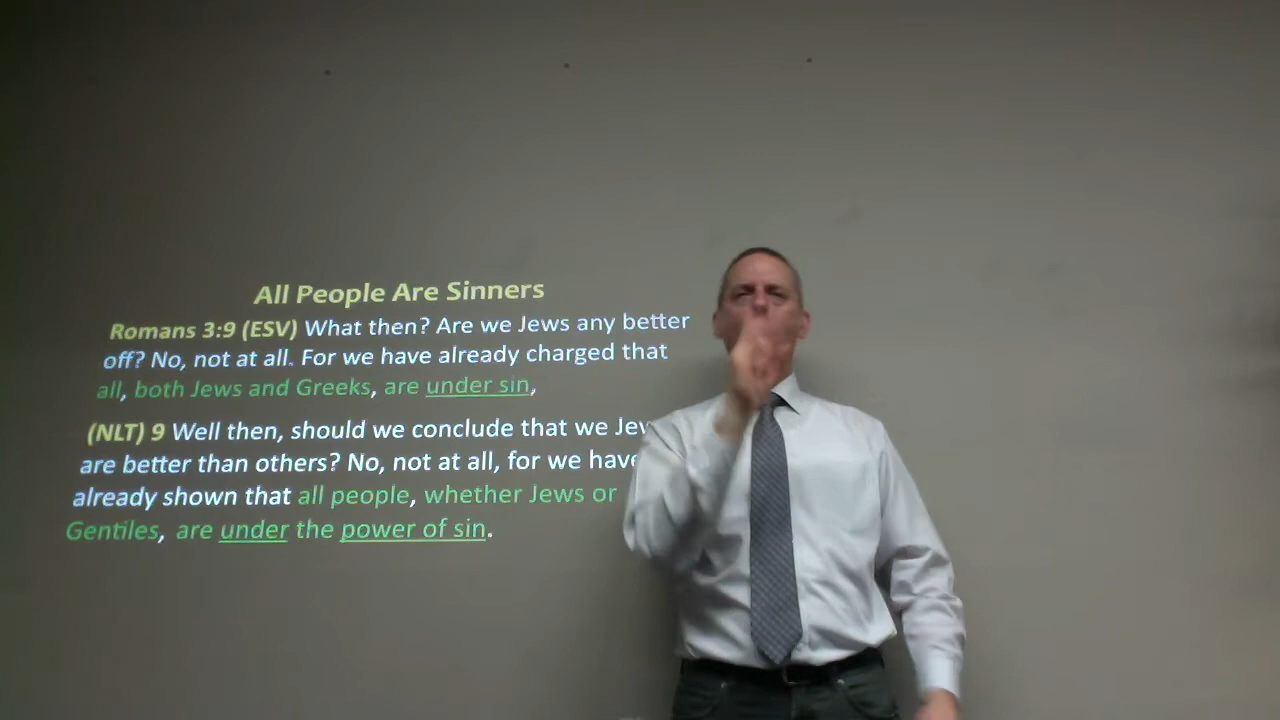 All People Are Sinners
Romans 3:9 (ESV) What then? Are we Jews any better
off? No, not at all. For we have already charged that
all, both Jews and Greeks, are under sin,
(NLT) 9 Well then, should we conclude that we
are better than others? No, not at all, for we have
already shown that all people, whether Jews or
Gentiles, are under the power of sin.